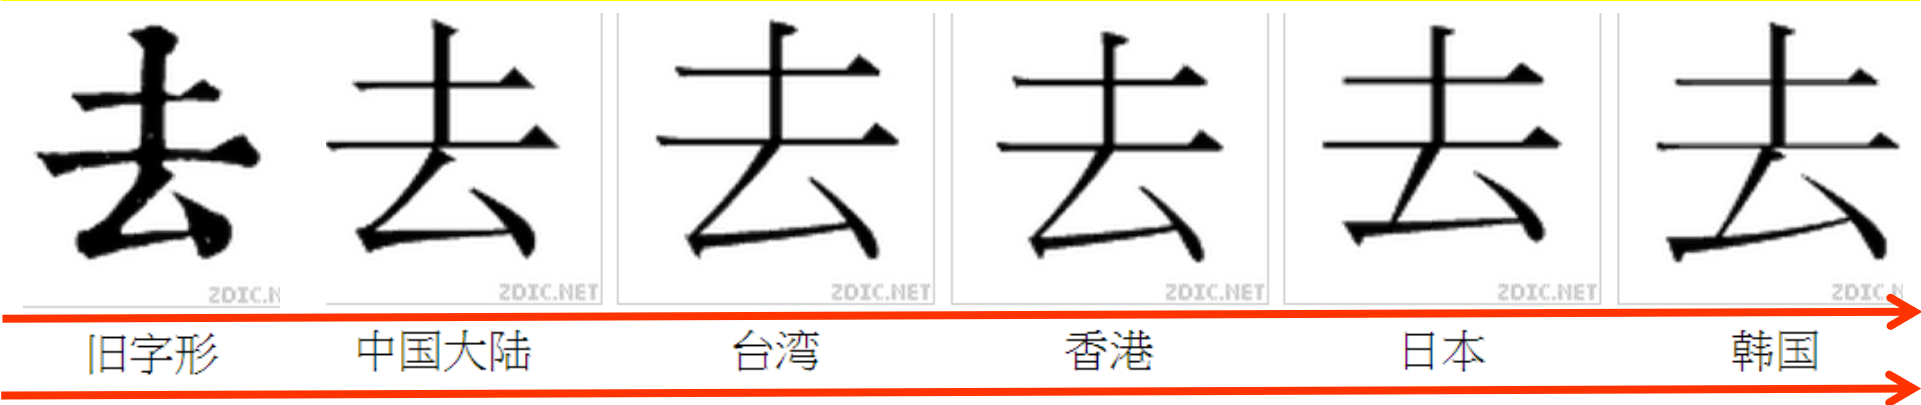 去 去 去 去 去 去
ZDIC.N ZDIC.NET ZDIC.NET ZDIC.NET ZDIC.NET ZDIC.N
旧字形 中国大陆 台湾 香港 日本 韩国